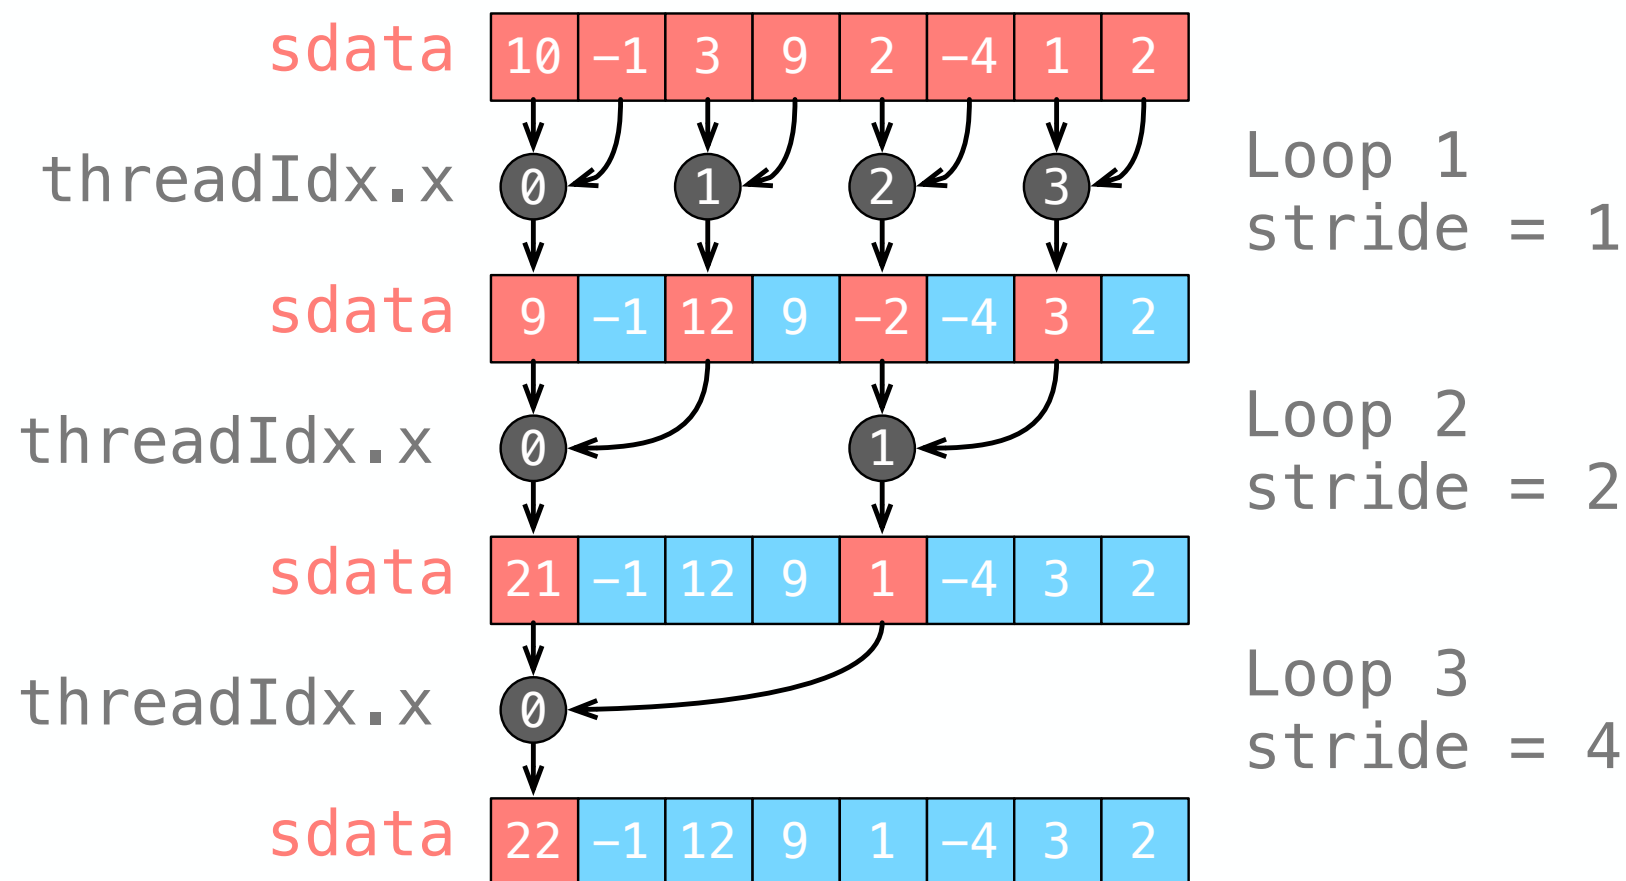 sdata 10 −1 3 9 2 −4 1 2
threadIdx.x 0 1 2 3
Loop 1
stride = 1
sdata 9 −1 12 9 −2 −4 3 2
threadIdx.x 0 1
Loop 2
stride = 2
sdata 21 −1 12 9 1 −4 3 2
threadIdx.x 0
Loop 3
stride = 4
sdata 22 −1 12 9 1 −4 3 2